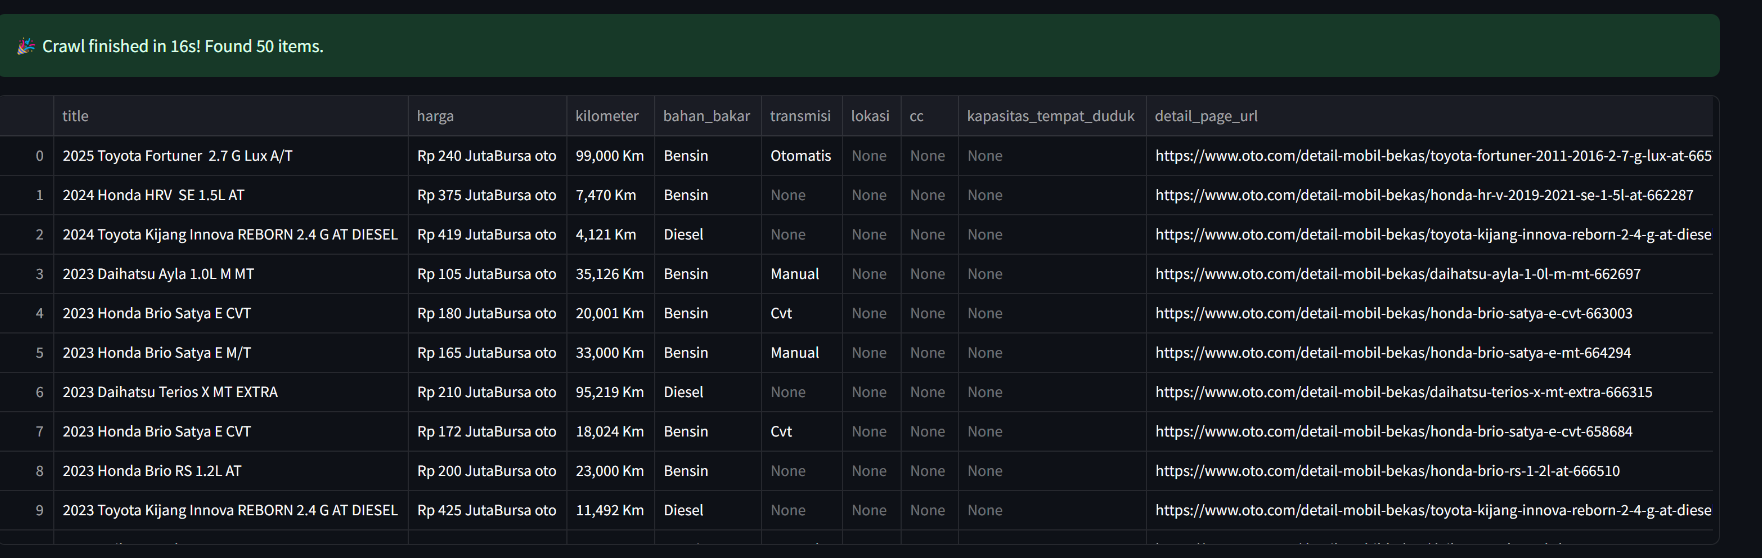 🎉 Crawl finished in 16s! Found 50 items.
title harga kilometer bahan_bakar transmisi lokasi cc kapasitas_tempat_duduk detail_page_url
0 2025 Toyota Fortuner 2.7 G Lux A/T Rp 240 JutaBursa oto 99,000 Km Bensin Otomatis None None None https://www.oto.com/detail-mobil-bekas/toyota-fortuner-2011-2016-2-7-g-lux-at-665
1 2024 Honda HRV SE 1.5L AT Rp 375 JutaBursa oto 7,470 Km Bensin None None None None https://www.oto.com/detail-mobil-bekas/honda-hr-v-2019-2021-se-1-5l-at-662287
2 2024 Toyota Kijang Innova REBORN 2.4 G AT DIESEL Rp 419 JutaBursa oto 4,121 Km Diesel None None None None https://www.oto.com/detail-mobil-bekas/toyota-kijang-innova-reborn-2-4-g-at-diese
3 2023 Daihatsu Ayla 1.0L M MT Rp 105 JutaBursa oto 35,126 Km Bensin Manual None None None https://www.oto.com/detail-mobil-bekas/daihatsu-ayla-1-0l-m-mt-662697
4 2023 Honda Brio Satya E CVT Rp 180 JutaBursa oto 20,001 Km Bensin Cvt None None None https://www.oto.com/detail-mobil-bekas/honda-brio-satya-e-cvt-663003
5 2023 Honda Brio Satya E M/T Rp 165 JutaBursa oto 33,000 Km Bensin Manual None None None https://www.oto.com/detail-mobil-bekas/honda-brio-satya-e-mt-664294
6 2023 Daihatsu Terios X MT EXTRA Rp 210 JutaBursa oto 95,219 Km Diesel None None None None https://www.oto.com/detail-mobil-bekas/daihatsu-terios-x-mt-extra-666315
7 2023 Honda Brio Satya E CVT Rp 172 JutaBursa oto 18,024 Km Bensin Cvt None None None https://www.oto.com/detail-mobil-bekas/honda-brio-satya-e-cvt-658684
8 2023 Honda Brio RS 1.2L AT Rp 200 JutaBursa oto 23,000 Km Bensin None None None None https://www.oto.com/detail-mobil-bekas/honda-brio-rs-1-2l-at-666510
9 2023 Toyota Kijang Innova REBORN 2.4 G AT DIESEL Rp 425 JutaBursa oto 11,492 Km Diesel None None None None https://www.oto.com/detail-mobil-bekas/toyota-kijang-innova-reborn-2-4-g-at-diese